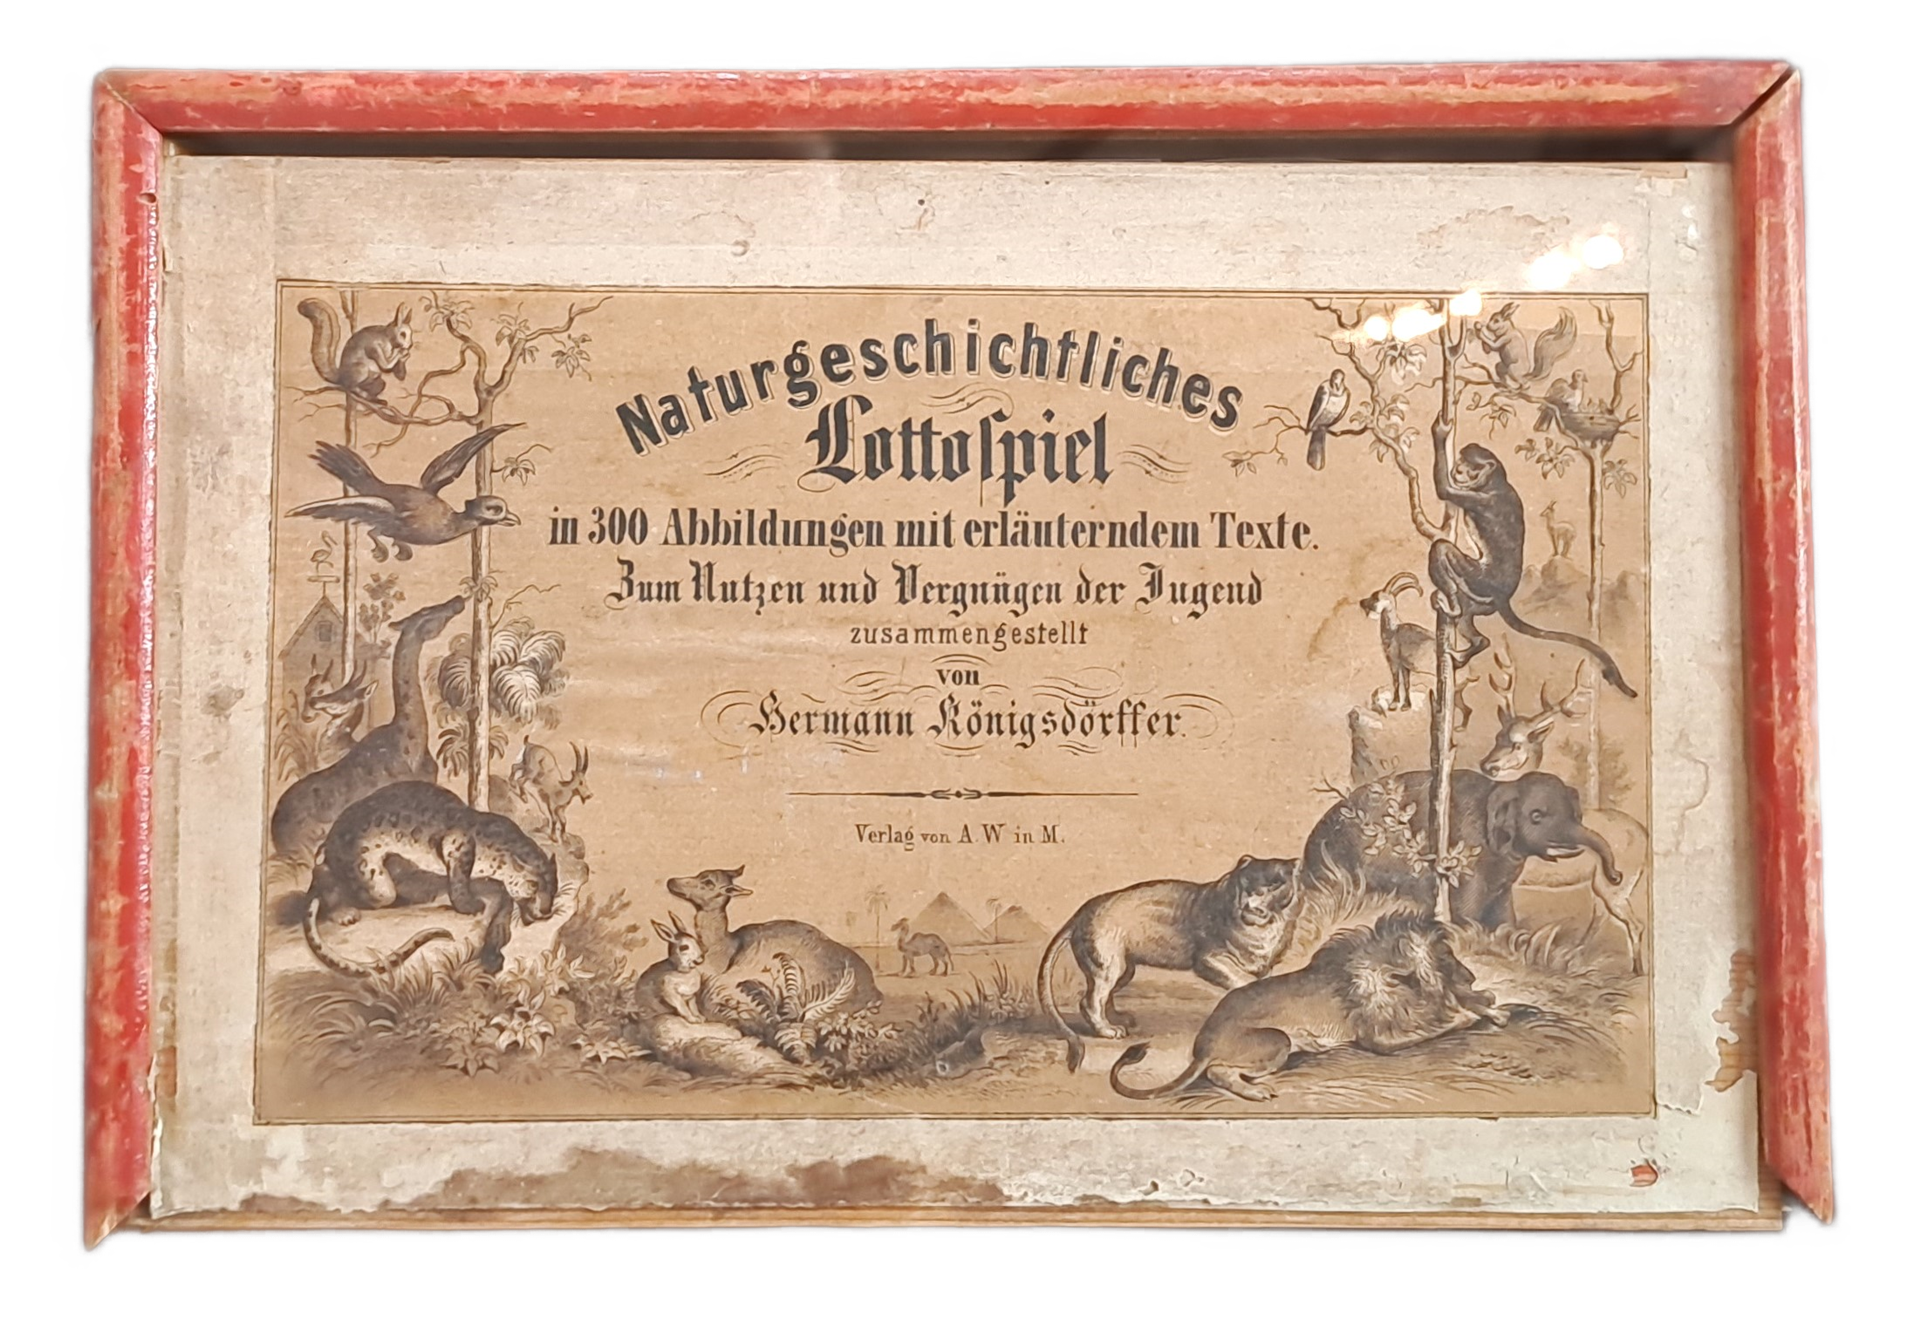 Naturgeschichtliches
Lottoſpiel
in 300 Abbildungen mit erläuterndem Texte.
Zum Nutzen und Vergnügen der Jugend
zusammengestellt
von
Hermann Königsdörffer.
Verlag von A. W in M.